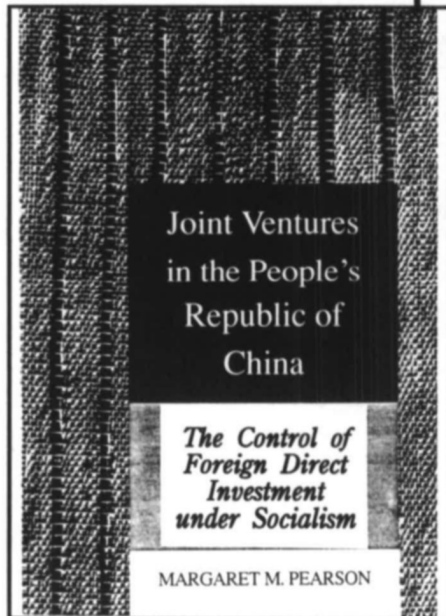 Joint Ventures
in the People's
Republic of
China
The Control of
Foreign Direct
Investment
under Socialism
MARGARET M. PEARSON